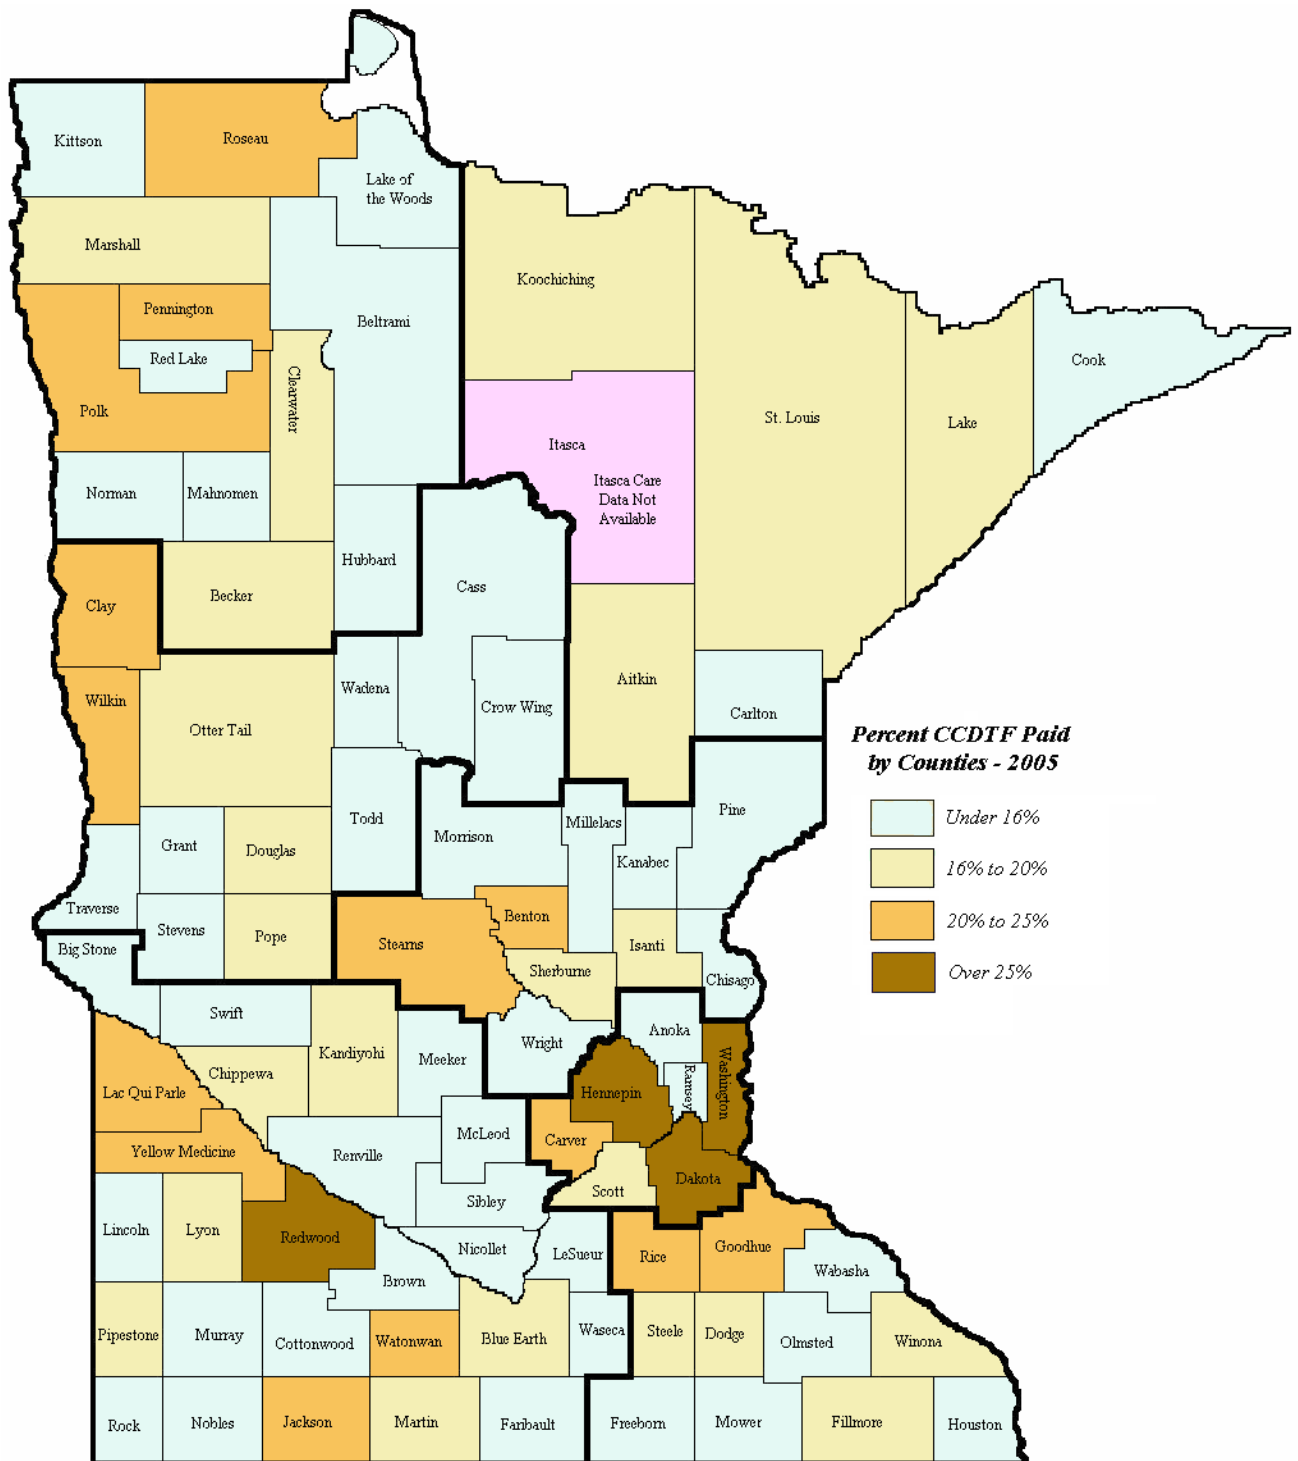 Kittson
Roseau
Lake of
the Woods
Marshall
Koochiching
Pennington
Beltrami
Red Lake
Cook
Clearwater
Polk
St. Louis
Lake
Itasca
Itasca Care
Data Not
Available
Norman
Mahnomen
Hubbard
Cass
Becker
Clay
Aitkin
Wadena
Wilkin
Crow Wing
Carlton
Otter Tail
Percent CCDTF Paid
by Counties - 2005
Under 16%
16% to 20%
20% to 25%
Over 25%
Pine
Todd
Millelacs
Morrison
Grant
Douglas
Kanabec
Traverse
Benton
Stevens
Pope
Stearns
Isanti
Big Stone
Sherburne
Chisago
Swift
Anoka
Wright
Kandiyohi
Meeker
Washington
Chippewa
Ramsey
Lac Qui Parle
Hennepin
McLeod
Carver
Yellow Medicine
Renville
Dakota
Scott
Sibley
Lincoln
Lyon
Redwood
Nicollet
LeSueur
Rice
Goodhue
Wabasha
Brown
Pipestone
Murray
Cottonwood
Watonwan
Blue Earth
Waseca
Steele
Dodge
Olmsted
Winona
Rock
Nobles
Jackson
Martin
Faribault
Freeborn
Mower
Fillmore
Houston